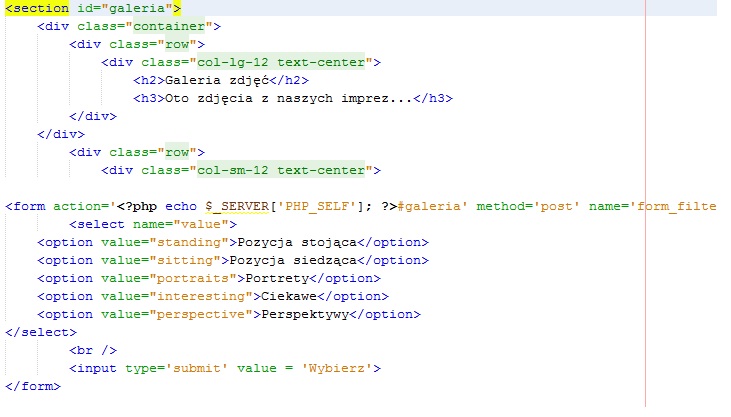 <section id="galeria">
<div class="container">
<div class="row">
<div class="col-lg-12 text-center">
<h2>Galeria zdjęć</h2>
<h3>Oto zdjęcia z naszych imprez...</h3>
</div>
</div>
<div class="row">
<div class="col-sm-12 text-center">
<form action='<?php echo $_SERVER['PHP_SELF']; ?>#galeria' method='post' name='form_filte
<select name="value">
<option value="standing">Pozycja stojąca</option>
<option value="sitting">Pozycja siedząca</option>
<option value="portraits">Portrety</option>
<option value="interesting">Ciekawe</option>
<option value="perspective">Perspektywy</option>
</select>
<br />
<input type='submit' value = 'Wybierz'>
</form>